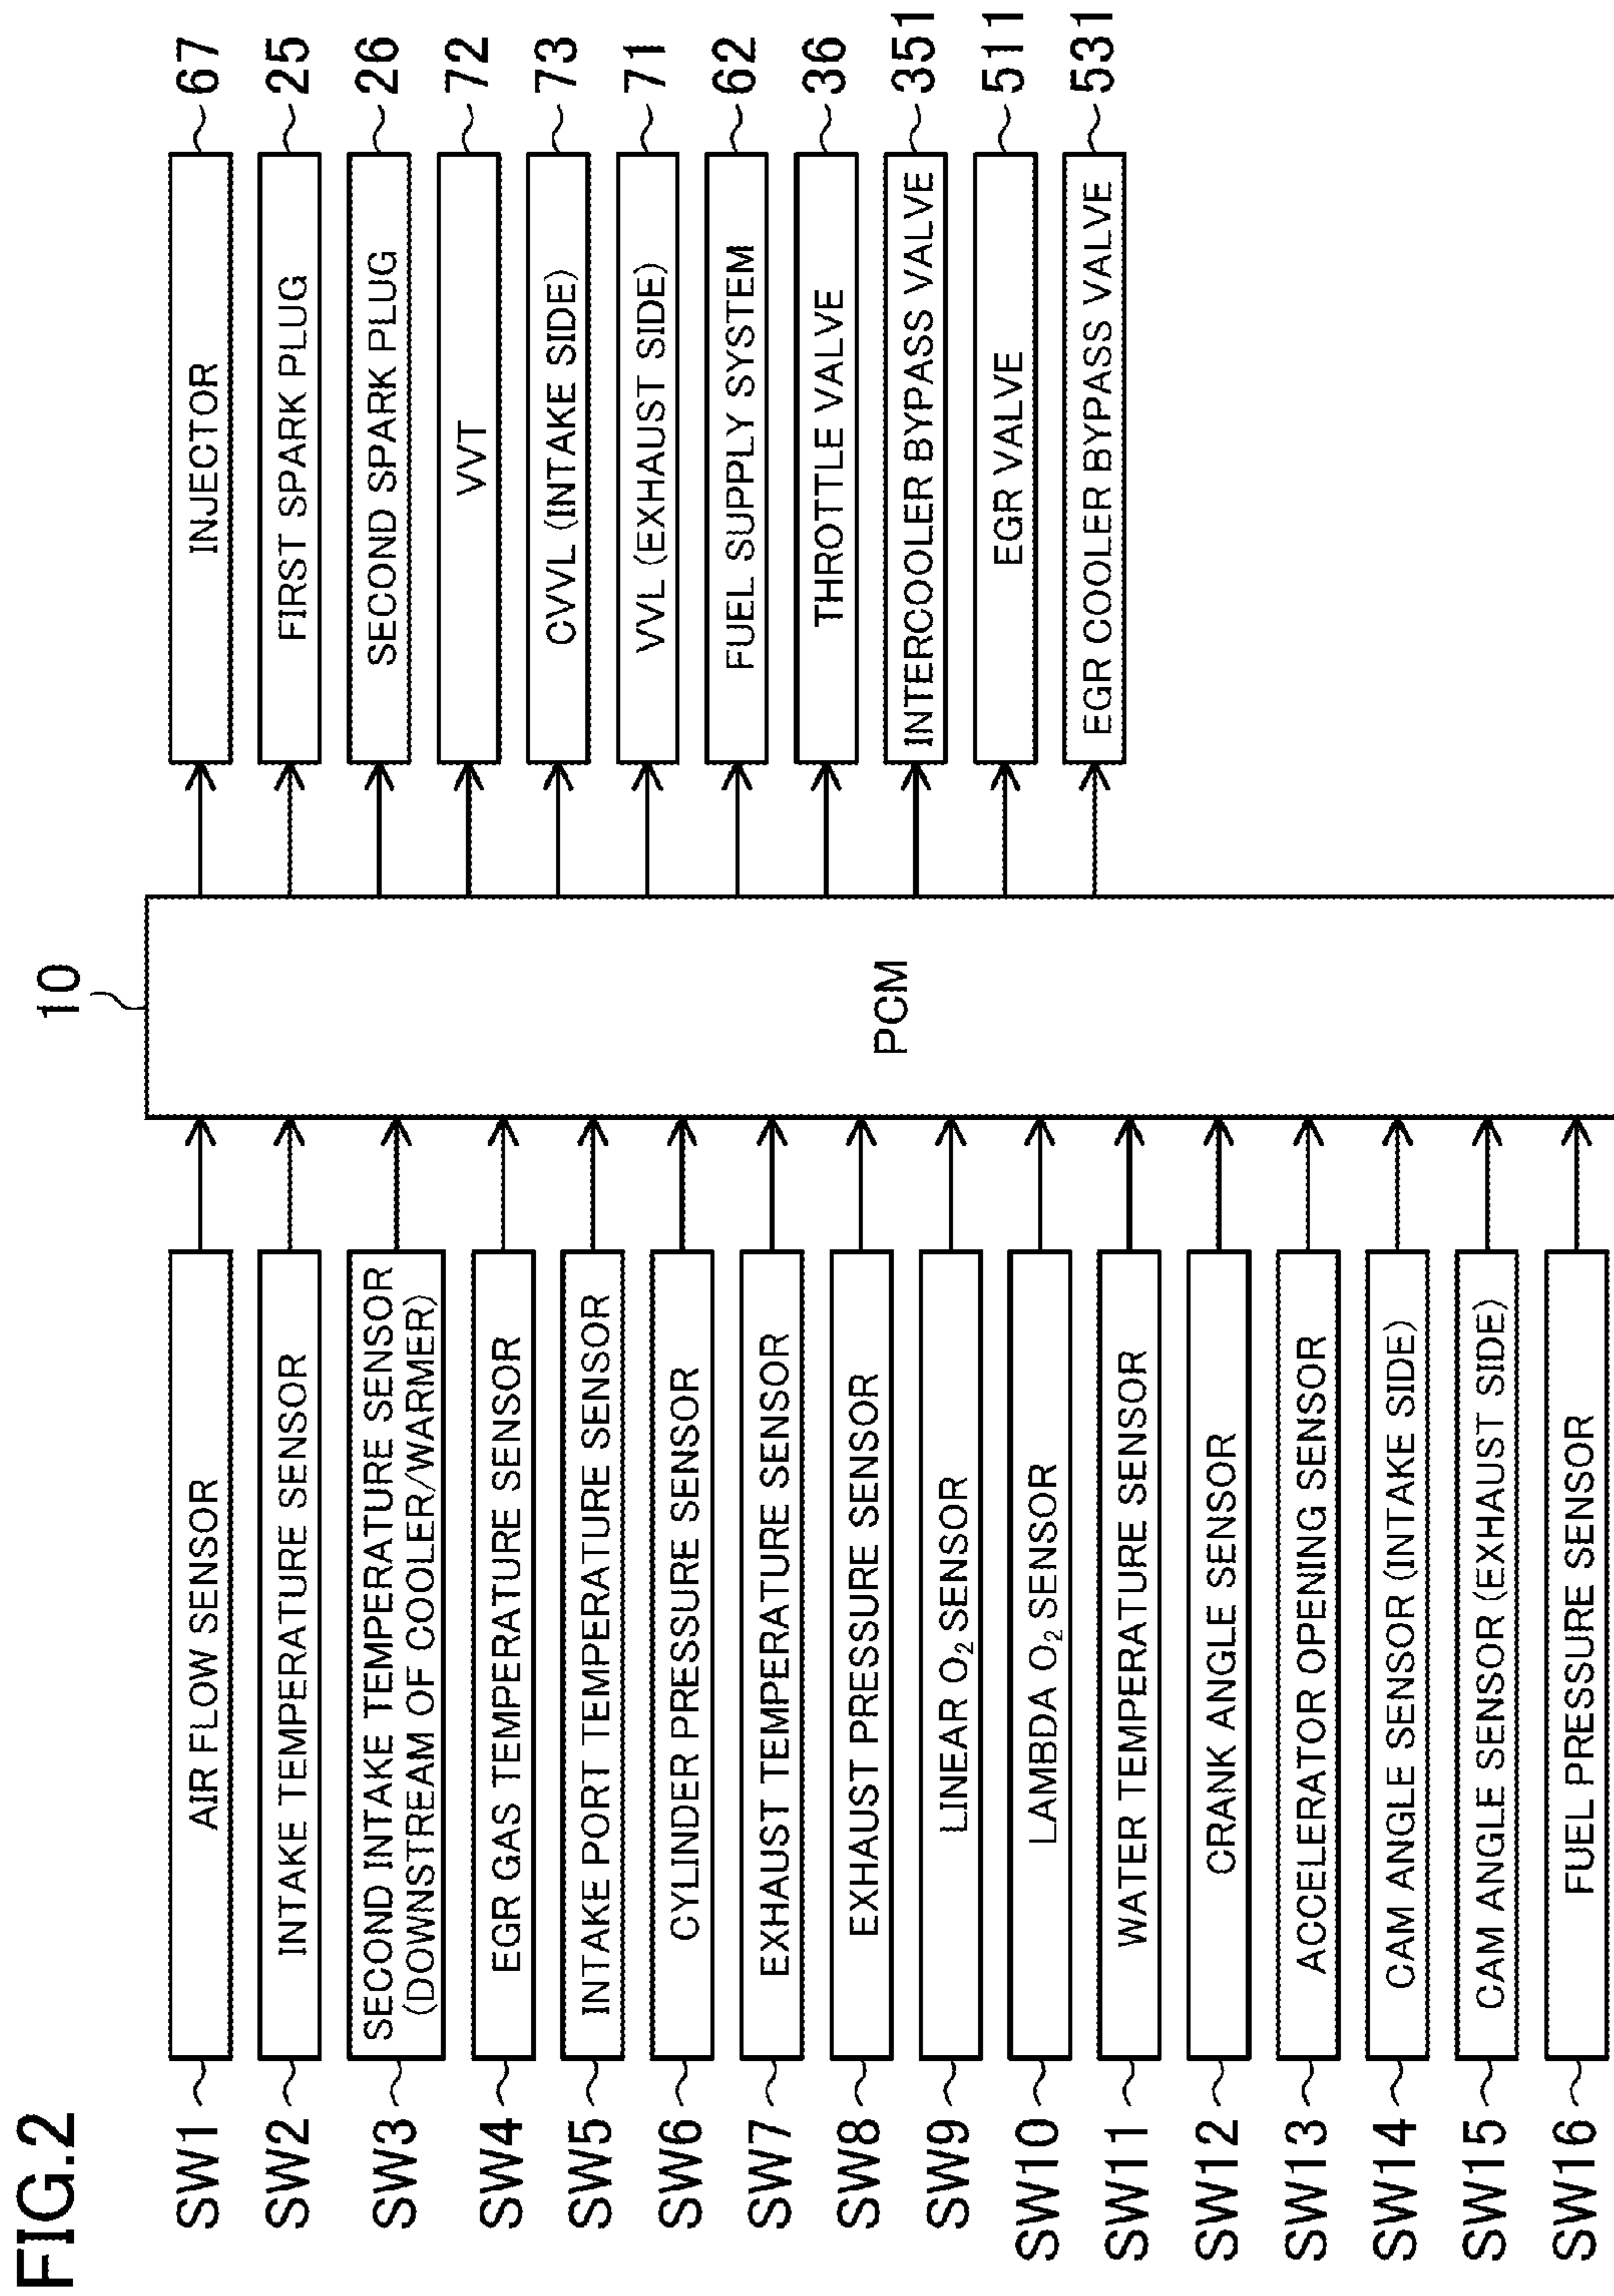 FIG.2
10
PCM
SW1
AIR FLOW SENSOR
SW2
INTAKE TEMPERATURE SENSOR
SW3
SECOND INTAKE TEMPERATURE SENSOR
(DOWNSTREAM OF COOLER/WARMER)
SW4
EGR GAS TEMPERATURE SENSOR
SW5
INTAKE PORT TEMPERATURE SENSOR
SW6
CYLINDER PRESSURE SENSOR
SW7
EXHAUST TEMPERATURE SENSOR
SW8
EXHAUST PRESSURE SENSOR
SW9
LINEAR O₂ SENSOR
SW10
LAMBDA O₂ SENSOR
SW11
WATER TEMPERATURE SENSOR
SW12
CRANK ANGLE SENSOR
SW13
ACCELERATOR OPENING SENSOR
SW14
CAM ANGLE SENSOR (INTAKE SIDE)
SW15
CAM ANGLE SENSOR (EXHAUST SIDE)
SW16
FUEL PRESSURE SENSOR
INJECTOR
67
FIRST SPARK PLUG
25
SECOND SPARK PLUG
26
VVT
72
CVVL (INTAKE SIDE)
73
VVL (EXHAUST SIDE)
71
FUEL SUPPLY SYSTEM
62
THROTTLE VALVE
36
INTERCOOLER BYPASS VALVE
351
EGR VALVE
511
EGR COOLER BYPASS VALVE
531